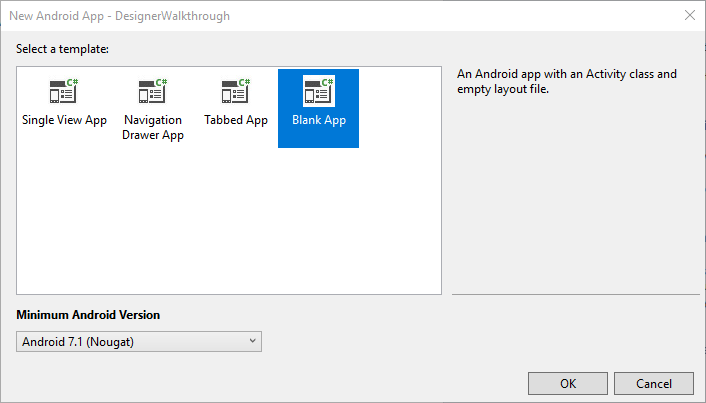 New Android App - DesignerWalkthrough
Select a template:
C# C# C# C#
Single View App
Navigation
Drawer App
Tabbed App
Blank App
An Android app with an Activity class and
empty layout file.
Minimum Android Version
Android 7.1 (Nougat)
OK Cancel